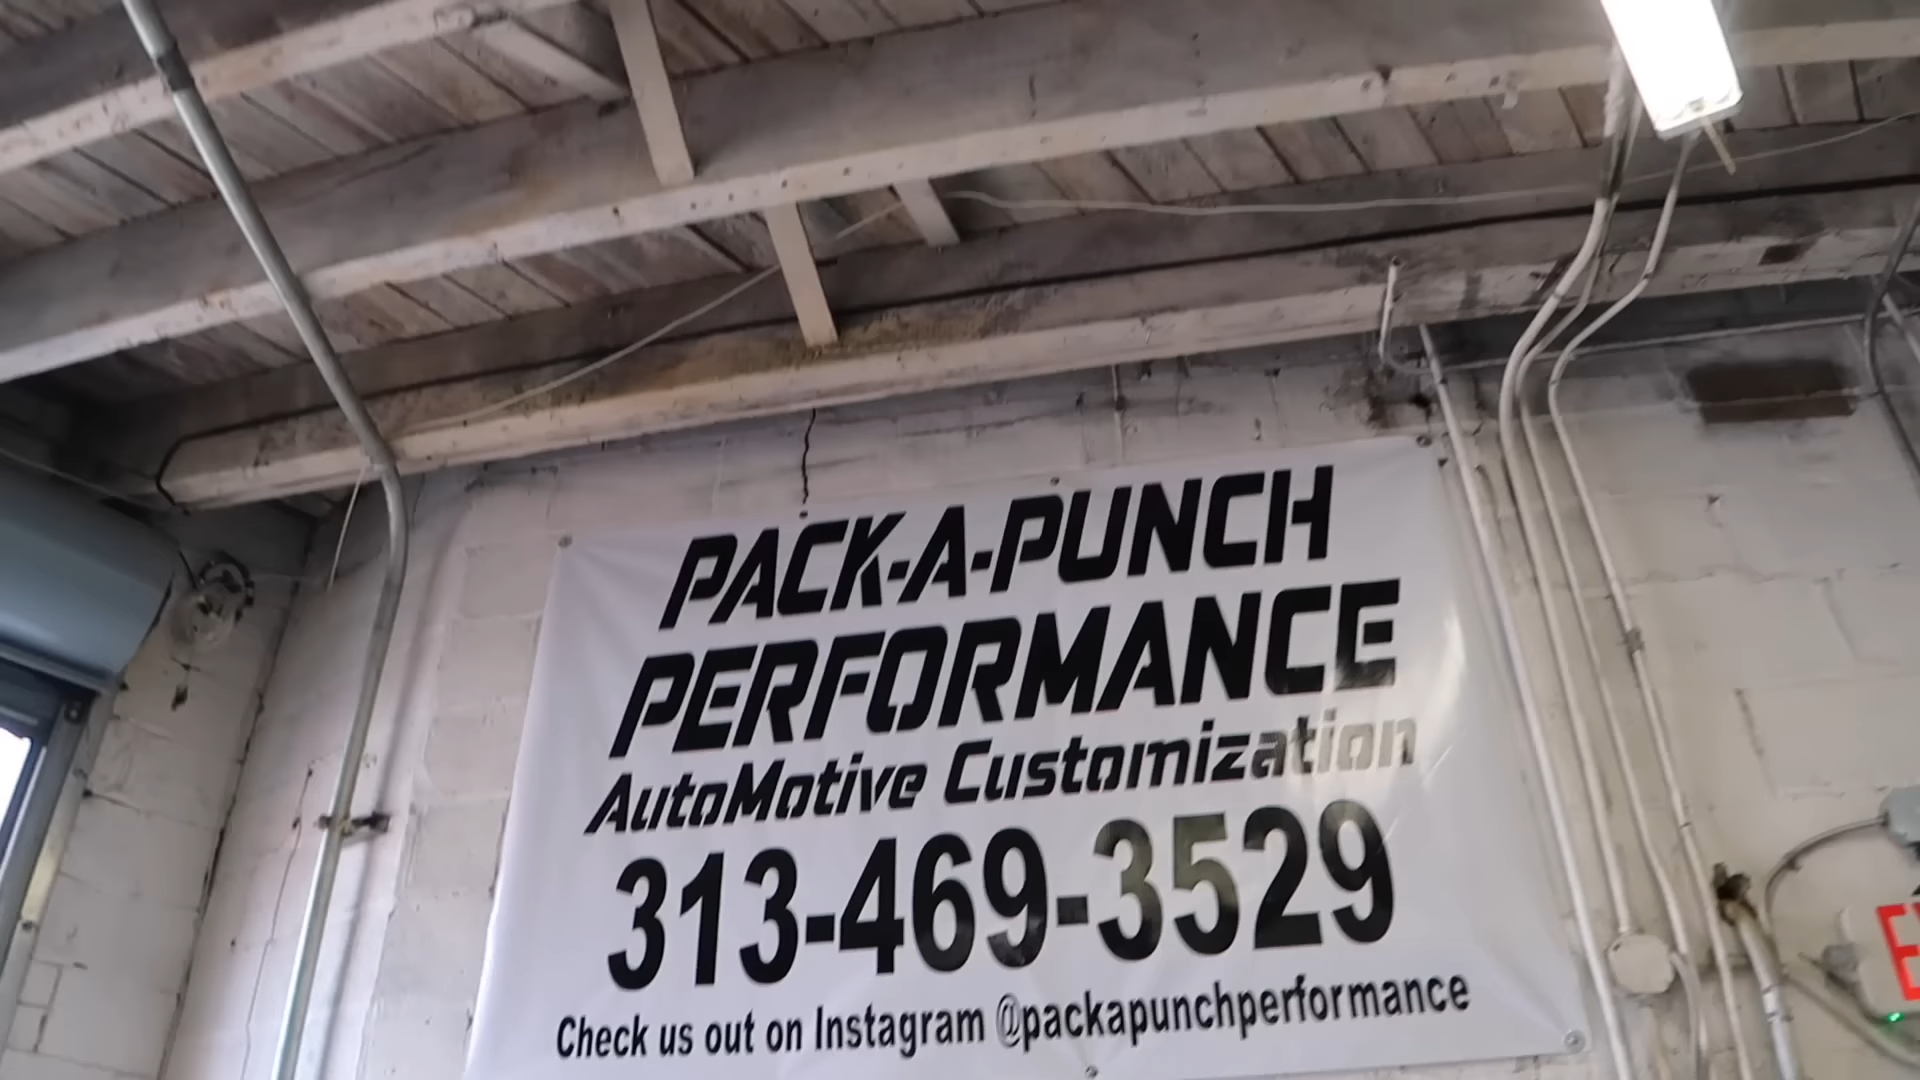 PACK-A-PUNCH
PERFORMANCE
AutoMotive Customization
313-469-3529
Check us out on Instagram @packapunchperformance